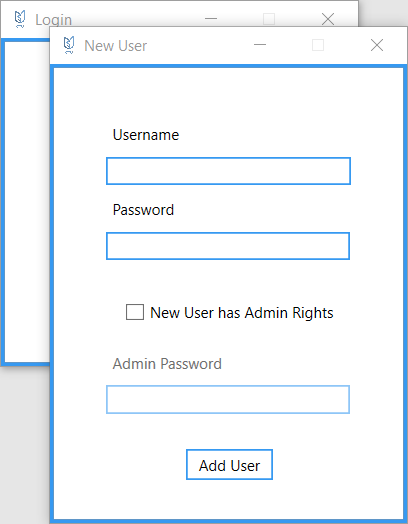 Login
New User
Username
Password
New User has Admin Rights
Admin Password
Add User